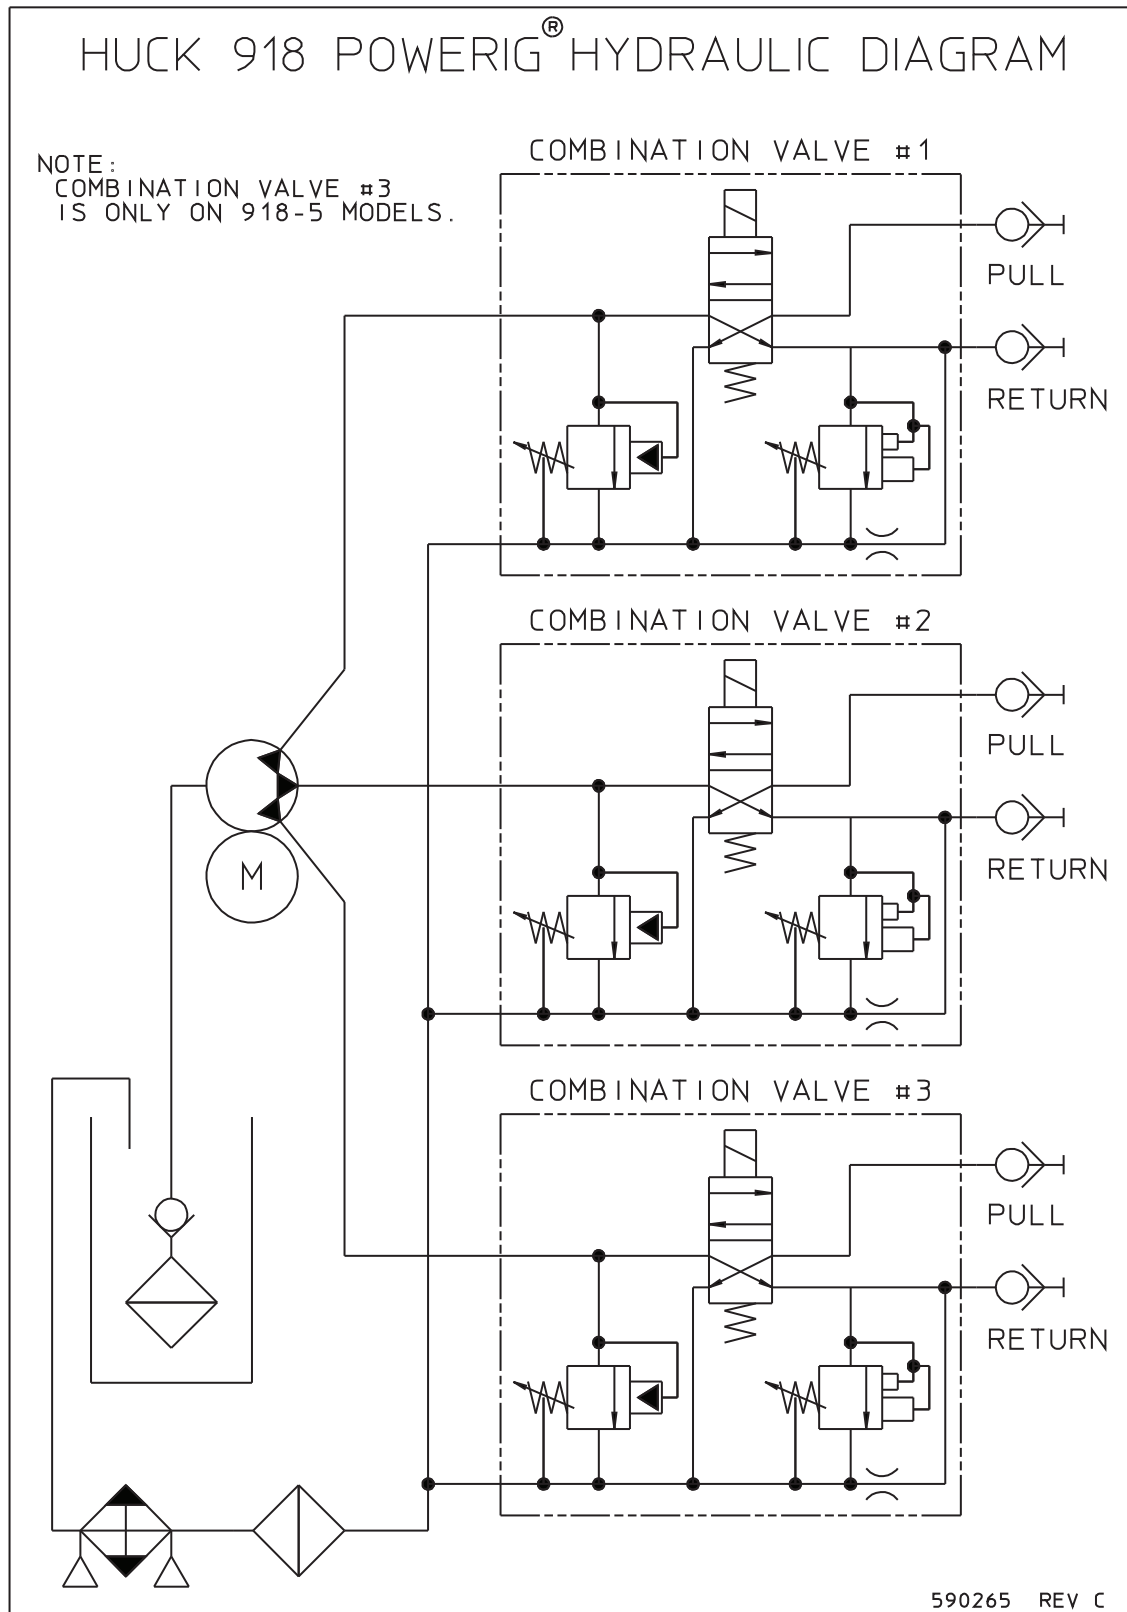 HUCK 918 POWERIG® HYDRAULIC DIAGRAM
NOTE:
COMBINATION VALVE #3
IS ONLY ON 918-5 MODELS.
COMBINATION VALVE #1
PULL
RETURN
COMBINATION VALVE #2
PULL
RETURN
M
COMBINATION VALVE #3
PULL
RETURN
590265 REV C